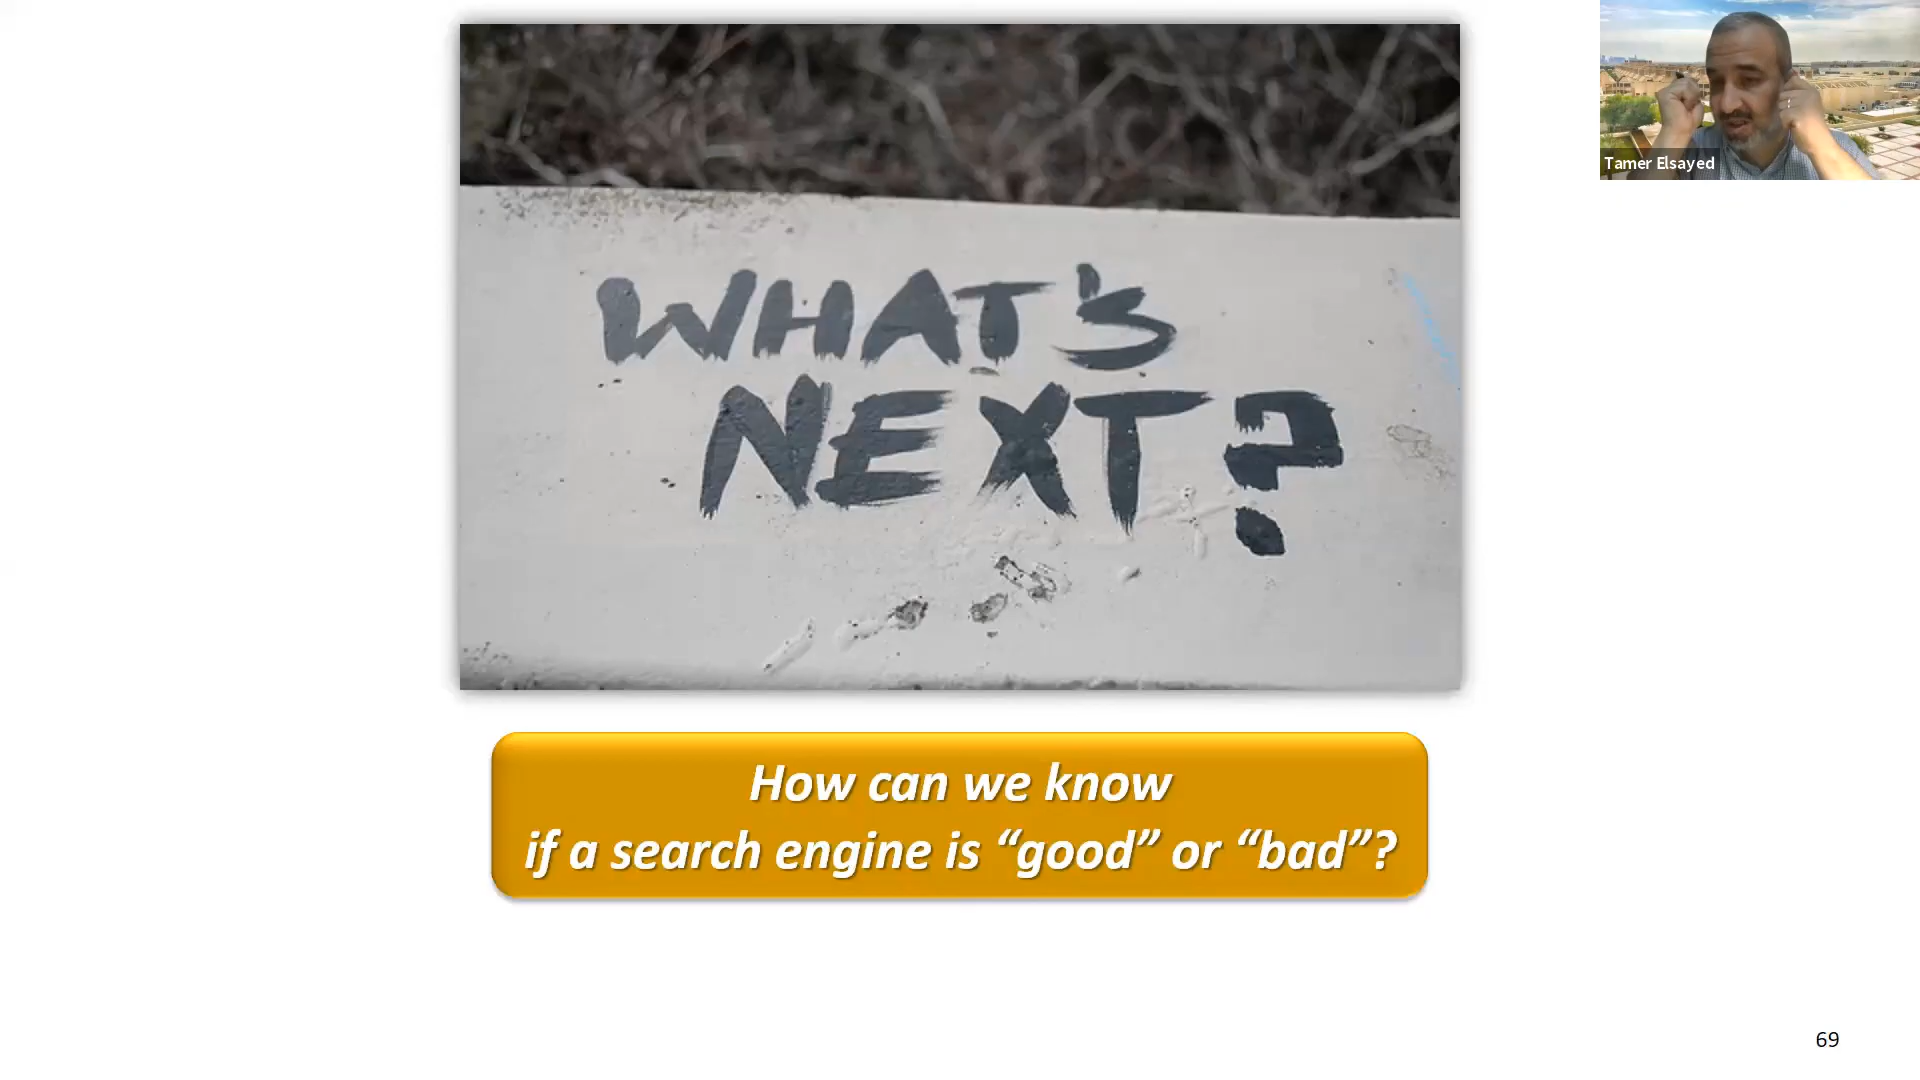 Tamer Elsayed
WHAT'S
NEXT?
How can we know
if a search engine is “good” or “bad”?
69